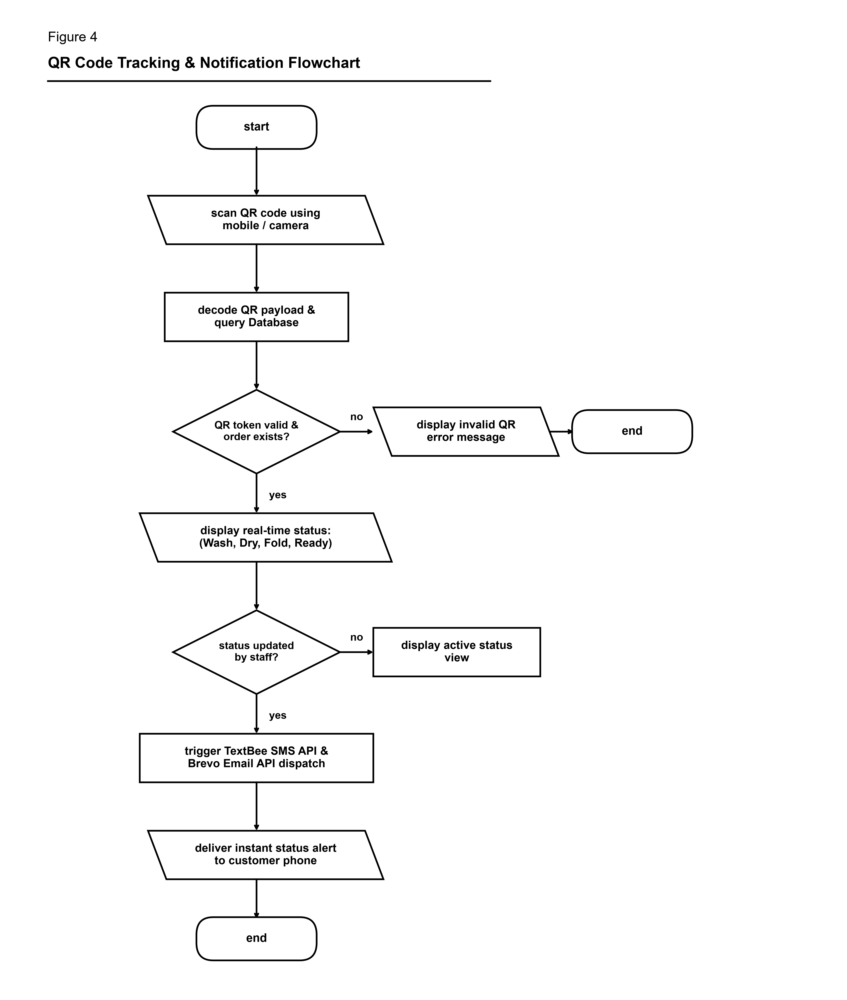 Figure 4
QR Code Tracking & Notification Flowchart
start
scan QR code using
mobile / camera
decode QR payload &
query Database
QR token valid &
order exists?
no
display invalid QR
error message
end
yes
display real-time status:
(Wash, Dry, Fold, Ready)
status updated
by staff?
no
display active status
view
yes
trigger TextBee SMS API &
Brevo Email API dispatch
deliver instant status alert
to customer phone
end